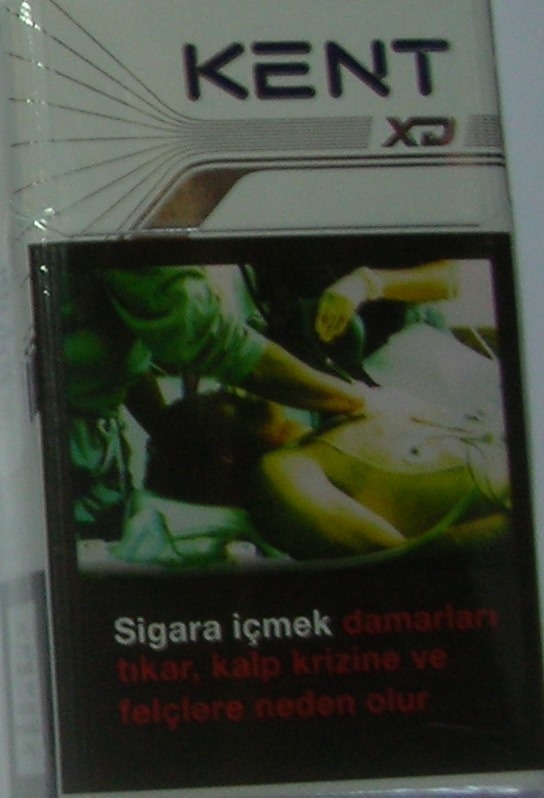 KENT
XD
Sigara içmek damarları
tıkar, kalp krizine ve
felçlere neden olur